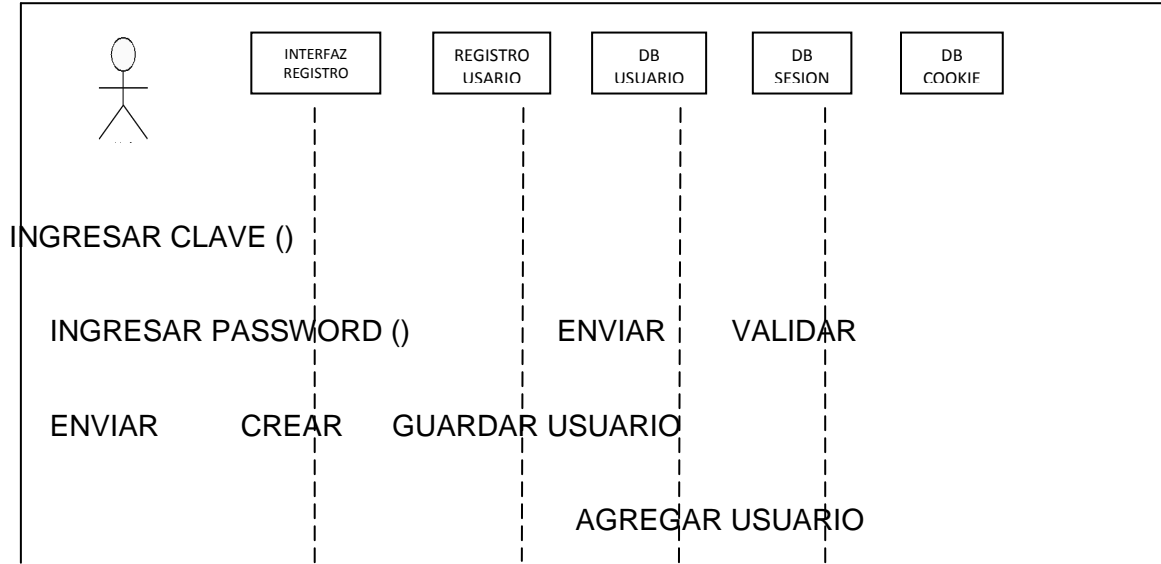 INTERFAZ
REGISTRO
REGISTRO
USARIO
DB
USUARIO
DB
SESION
DB
COOKIE
INGRESAR CLAVE ()
INGRESAR PASSWORD () ENVIAR VALIDAR
ENVIAR CREAR GUARDAR USUARIO
AGREGAR USUARIO